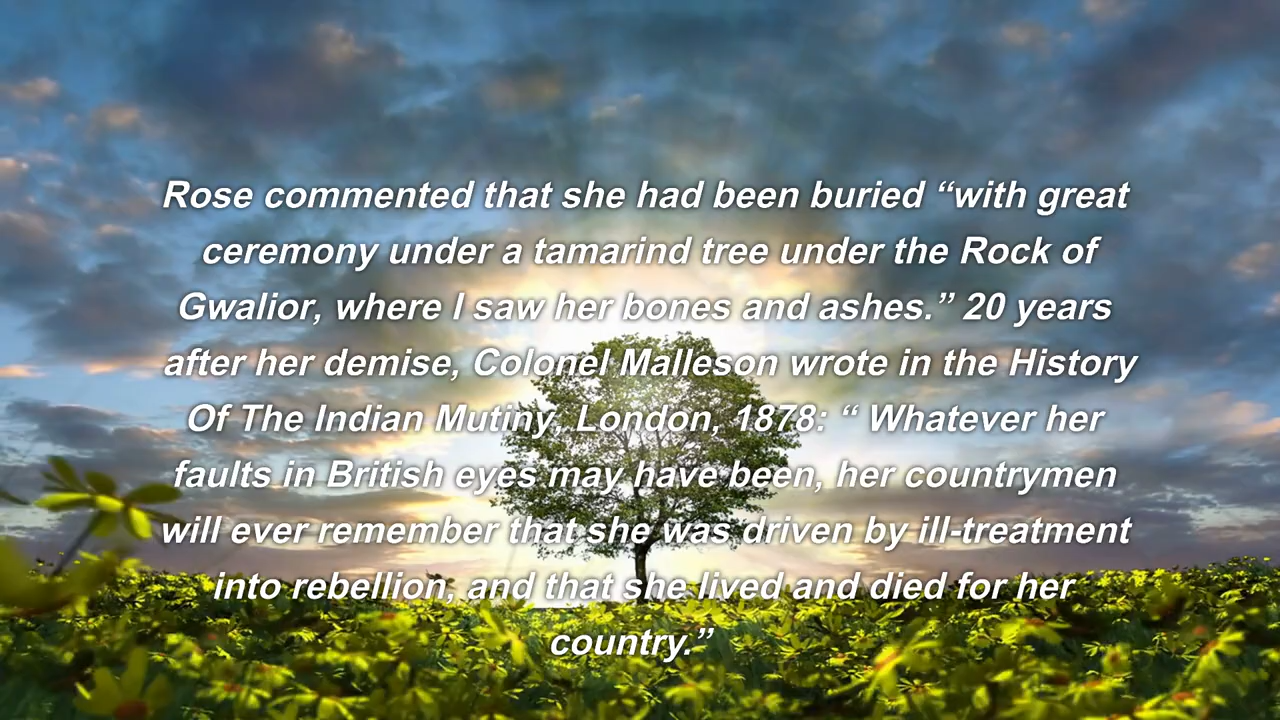 Rose commented that she had been buried “with great
ceremony under a tamarind tree under the Rock of
Gwalior, where I saw her bones and ashes.” 20 years
after her demise, Colonel Malleson wrote in the History
Of The Indian Mutiny, London, 1878: “ Whatever her
faults in British eyes may have been, her countrymen
will ever remember that she was driven by ill-treatment
into rebellion, and that she lived and died for her
country.”